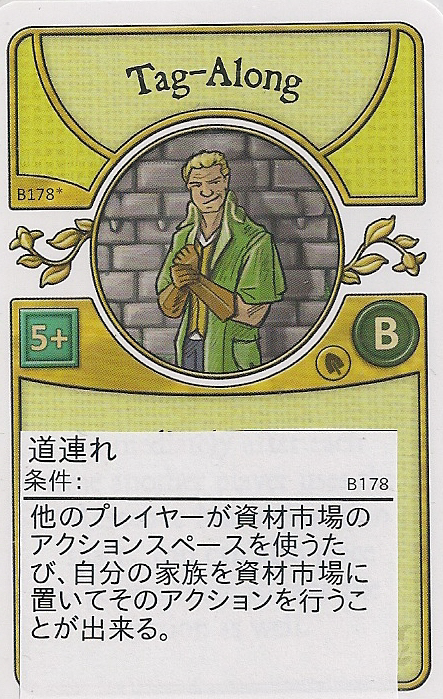 Tag-Along
B178*
5+
B
道連れ
条件:
B178
他のプレイヤーが資材市場の
アクションスペースを使うた
び、自分の家族を資材市場に
置いてそのアクションを行うこ
とが出来る。